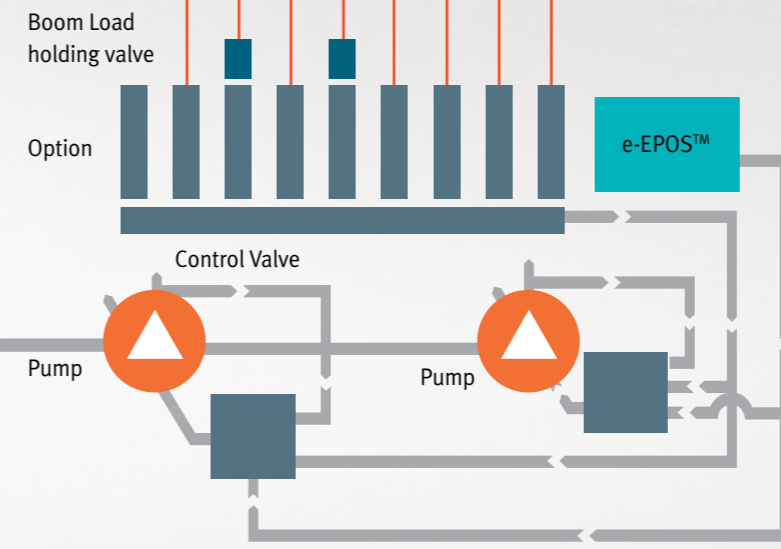 Boom Load
holding valve
Option
e-EPOS™
Control Valve
Pump
Pump